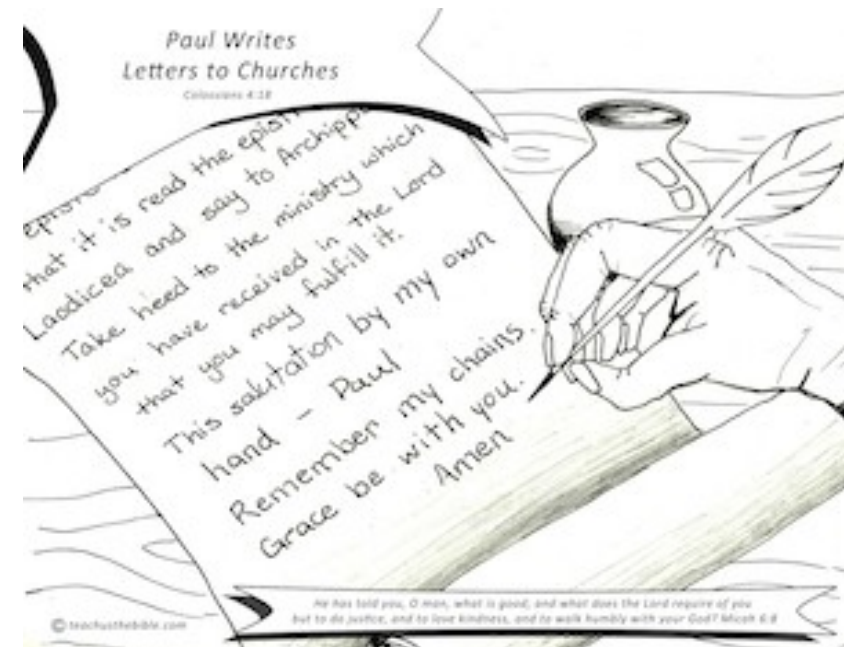 Paul Writes
Letters to Churches
Colossians 4:18
epistle
that it is read the epist
Laodicea and say to Archippu
Take heed to the ministry which
you have received in the Lord
that you may fulfill it.
This salutation by my own
hand – Paul
Remember my chains.
Grace be with you.
Amen
He has told you, O man, what is good; and what does the Lord require of you
but to do justice, and to love kindness, and to walk humbly with your God? Micah 6:8
© teachusthebible.com